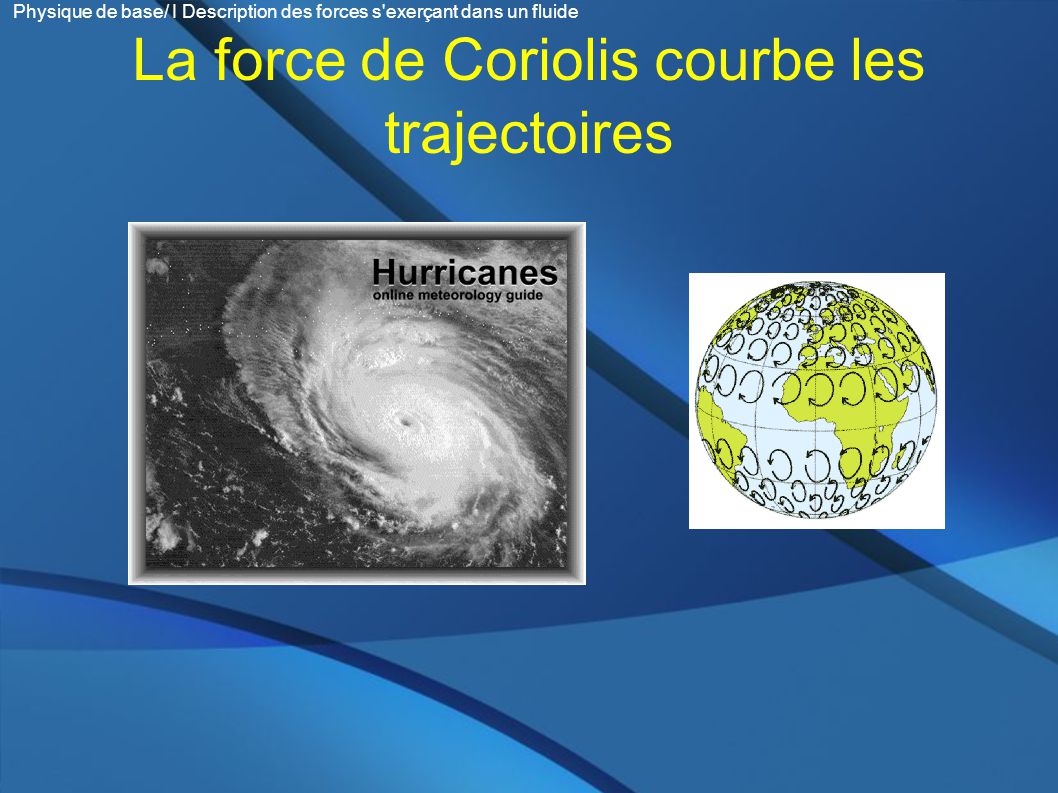 Physique de base/ I Description des forces s'exerçant dans un fluide
La force de Coriolis courbe les
trajectoires
Hurricanes
online meteorology guide